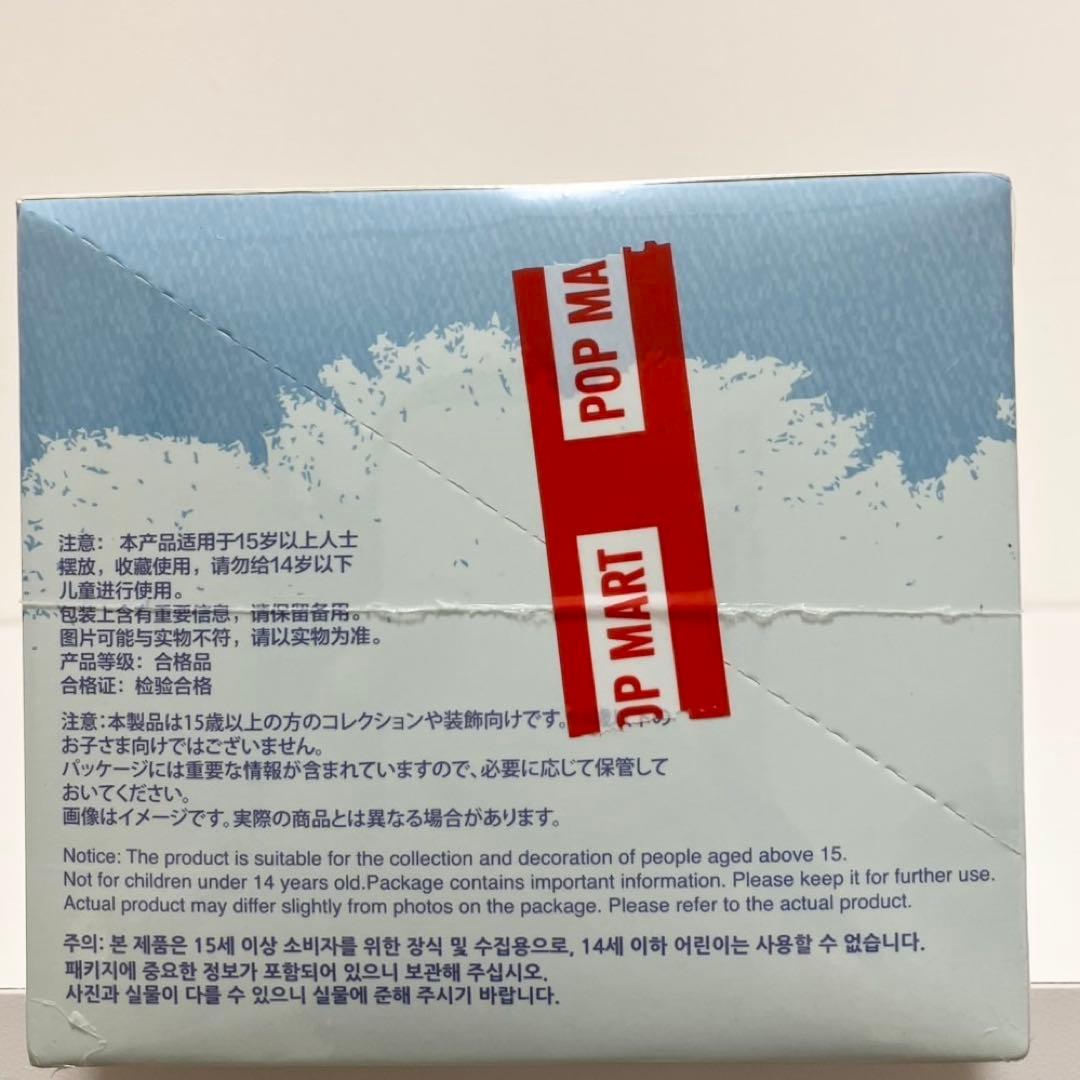 POP MA
OP MART
注意： 本产品适用于15岁以上人士
摆放，收藏使用，请勿给14岁以下
儿童进行使用。
包装上含有重要信息，请保留备用。
图片可能与实物不符，请以实物为准。
产品等级：合格品
合格证：检验合格
注意：本製品は15歳以上の方のコレクションや装飾向けです。歳以下の
お子さま向けではございません。
パッケージには重要な情報が含まれていますので、必要に応じて保管して
おいてください。
画像はイメージです。実際の商品とは異なる場合があります。
Notice: The product is suitable for the collection and decoration of people aged above 15.
Not for children under 14 years old.Package contains important information. Please keep it for further use.
Actual product may differ slightly from photos on the package. Please refer to the actual product.
주의: 본 제품은 15세 이상 소비자를 위한 장식 및 수집용으로, 14세 이하 어린이는 사용할 수 없습니다.
패키지에 중요한 정보가 포함되어 있으니 보관해 주십시오.
사진과 실물이 다를 수 있으니 실물에 준해 주시기 바랍니다.